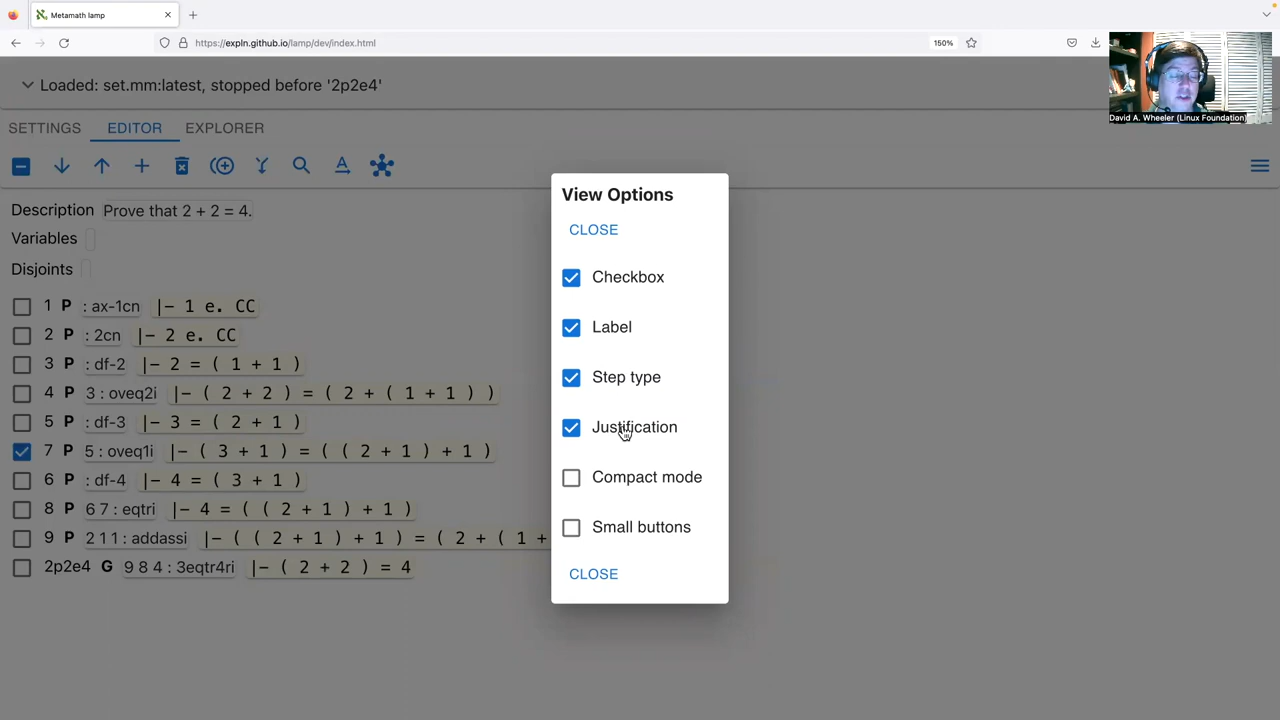 Metamath lamp
https://expln.github.io/lamp/dev/index.html
150%
David A. Wheeler (Linux Foundation)
Loaded: set.mm:latest, stopped before '2p2e4'
SETTINGS EDITOR EXPLORER
Description Prove that 2 + 2 = 4.
Variables
Disjoints
1 P : ax-1cn |- 1 e. CC
2 P : 2cn |- 2 e. CC
3 P : df-2 |- 2 = ( 1 + 1 )
4 P 3 : oveq2i |- ( 2 + 2 ) = ( 2 + ( 1 + 1 ) )
5 P : df-3 |- 3 = ( 2 + 1 )
7 P 5 : oveq1i |- ( 3 + 1 ) = ( ( 2 + 1 ) + 1 )
6 P : df-4 |- 4 = ( 3 + 1 )
8 P 6 7 : eqtri |- 4 = ( ( 2 + 1 ) + 1 )
9 P 2 1 1 : addassi |- ( ( 2 + 1 ) + 1 ) = ( 2 + ( 1 +
2p2e4 G 9 8 4 : 3eqtr4ri |- ( 2 + 2 ) = 4
View Options
CLOSE
Checkbox
Label
Step type
Justification
Compact mode
Small buttons
CLOSE